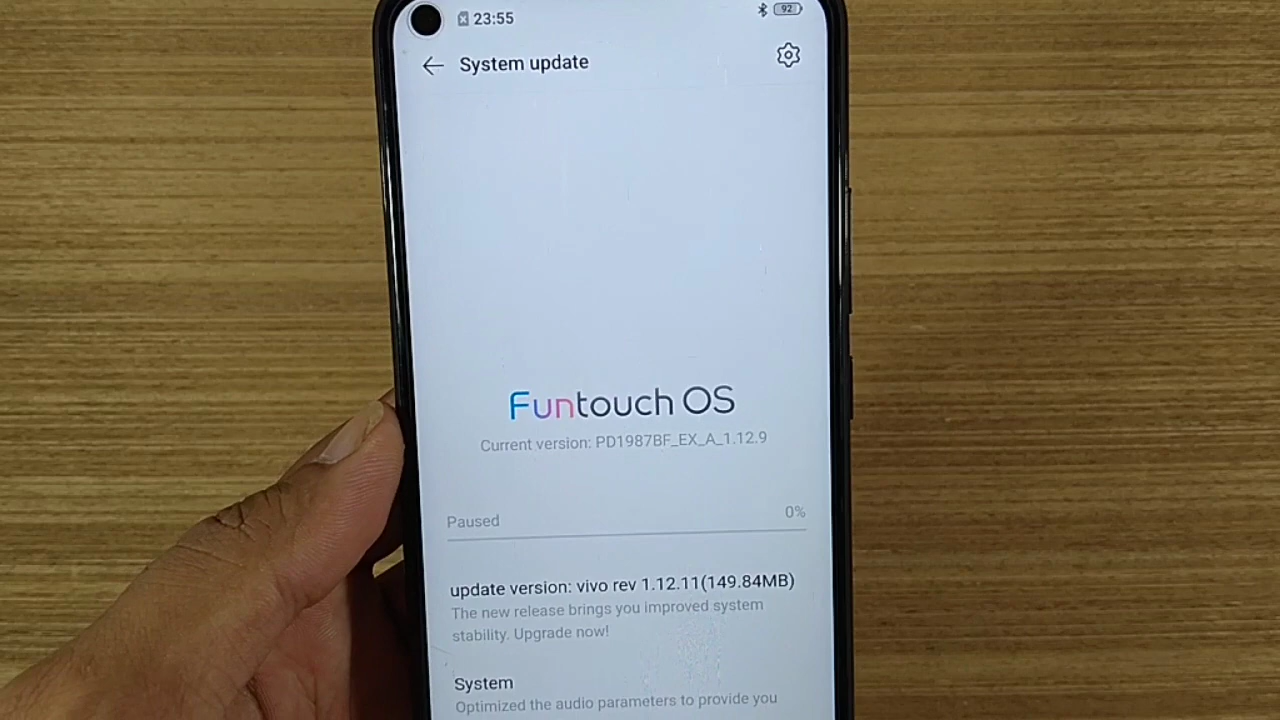 23:55
92
System update
Funtouch OS
Current version: PD1987BF_EX_A_1.12.9
Paused
0%
update version: vivo rev 1.12.11(149.84MB)
The new release brings you improved system
stability. Upgrade now!
System
Optimized the audio parameters to provide you